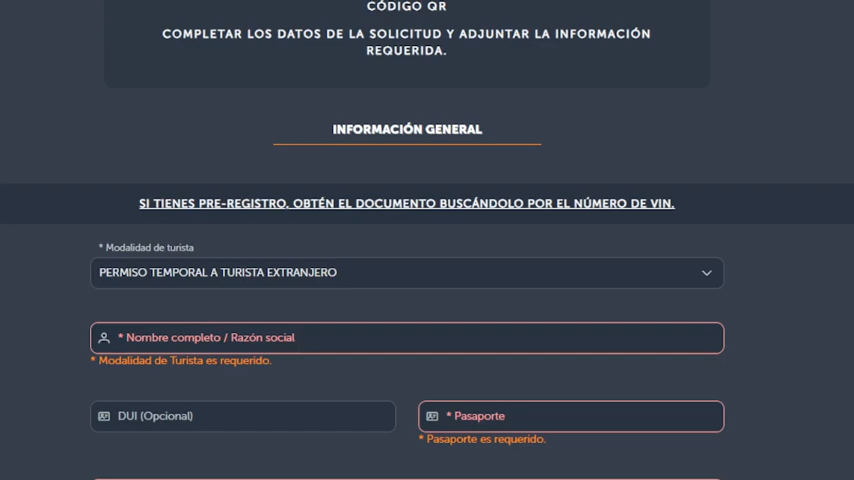 CÓDIGO QR
COMPLETAR LOS DATOS DE LA SOLICITUD Y ADJUNTAR LA INFORMACIÓN
REQUERIDA.
INFORMACIÓN GENERAL
SI TIENES PRE-REGISTRO, OBTÉN EL DOCUMENTO BUSCÁNDOLO POR EL NÚMERO DE VIN.
* Modalidad de turista
PERMISO TEMPORAL A TURISTA EXTRANJERO
* Nombre completo / Razón social
* Modalidad de Turista es requerido.
DUI (Opcional)
* Pasaporte
* Pasaporte es requerido.